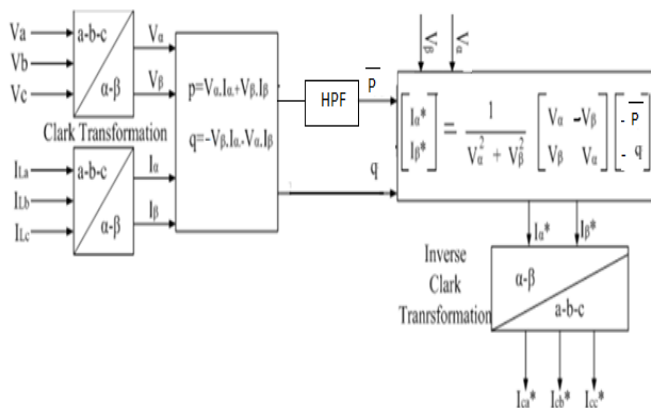 Va
Vb
Vc
a-b-c
α-β
Vα
Vβ
Clark Transformation
ILa
ILb
ILc
a-b-c
α-β
Iα
Iβ
p=Vα.Iα.+Vβ.Iβ
q=-Vβ.Iα.-Vα.Iβ
HPF
P̅
q
Vβ
Vα
[Iα* Iβ*] = 1 / (Vα² + Vβ²) [Vα -Vβ Vβ Vα] [- P̅ - q]
Iα*
Iβ*
Inverse
Clark
Tranrsformation
α-β
a-b-c
Ica*
Icb*
Icc*